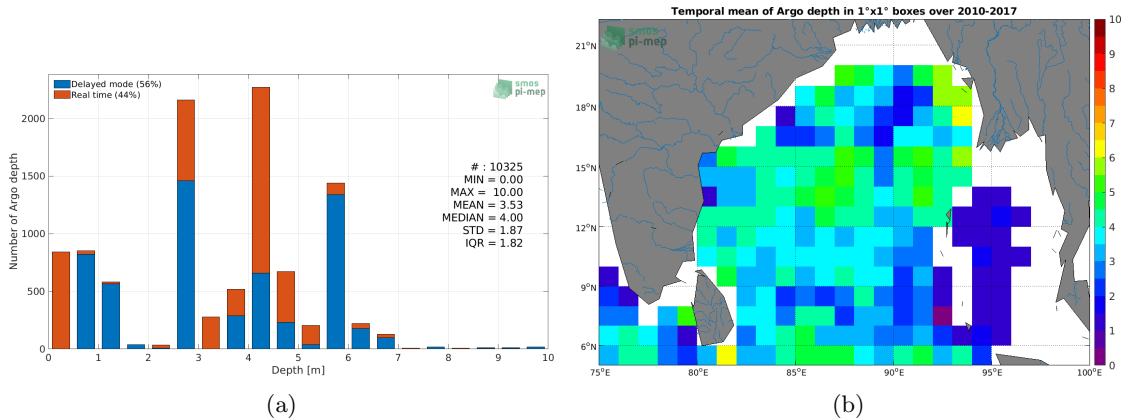 Delayed mode (56%)
Real time (44%)
smos
pi-mep
# : 10325
MIN = 0.00
MAX = 10.00
MEAN = 3.53
MEDIAN = 4.00
STD = 1.87
IQR = 1.82
Number of Argo depth
2000
1500
1000
500
0
0 1 2 3 4 5 6 7 8 9 10
Depth [m]
(a)
Temporal mean of Argo depth in 1°x1° boxes over 2010-2017
smos
pi-mep
21°N
18°N
15°N
12°N
9°N
6°N
75°E 80°E 85°E 90°E 95°E 100°E
10
9
8
7
6
5
4
3
2
1
0
(b)